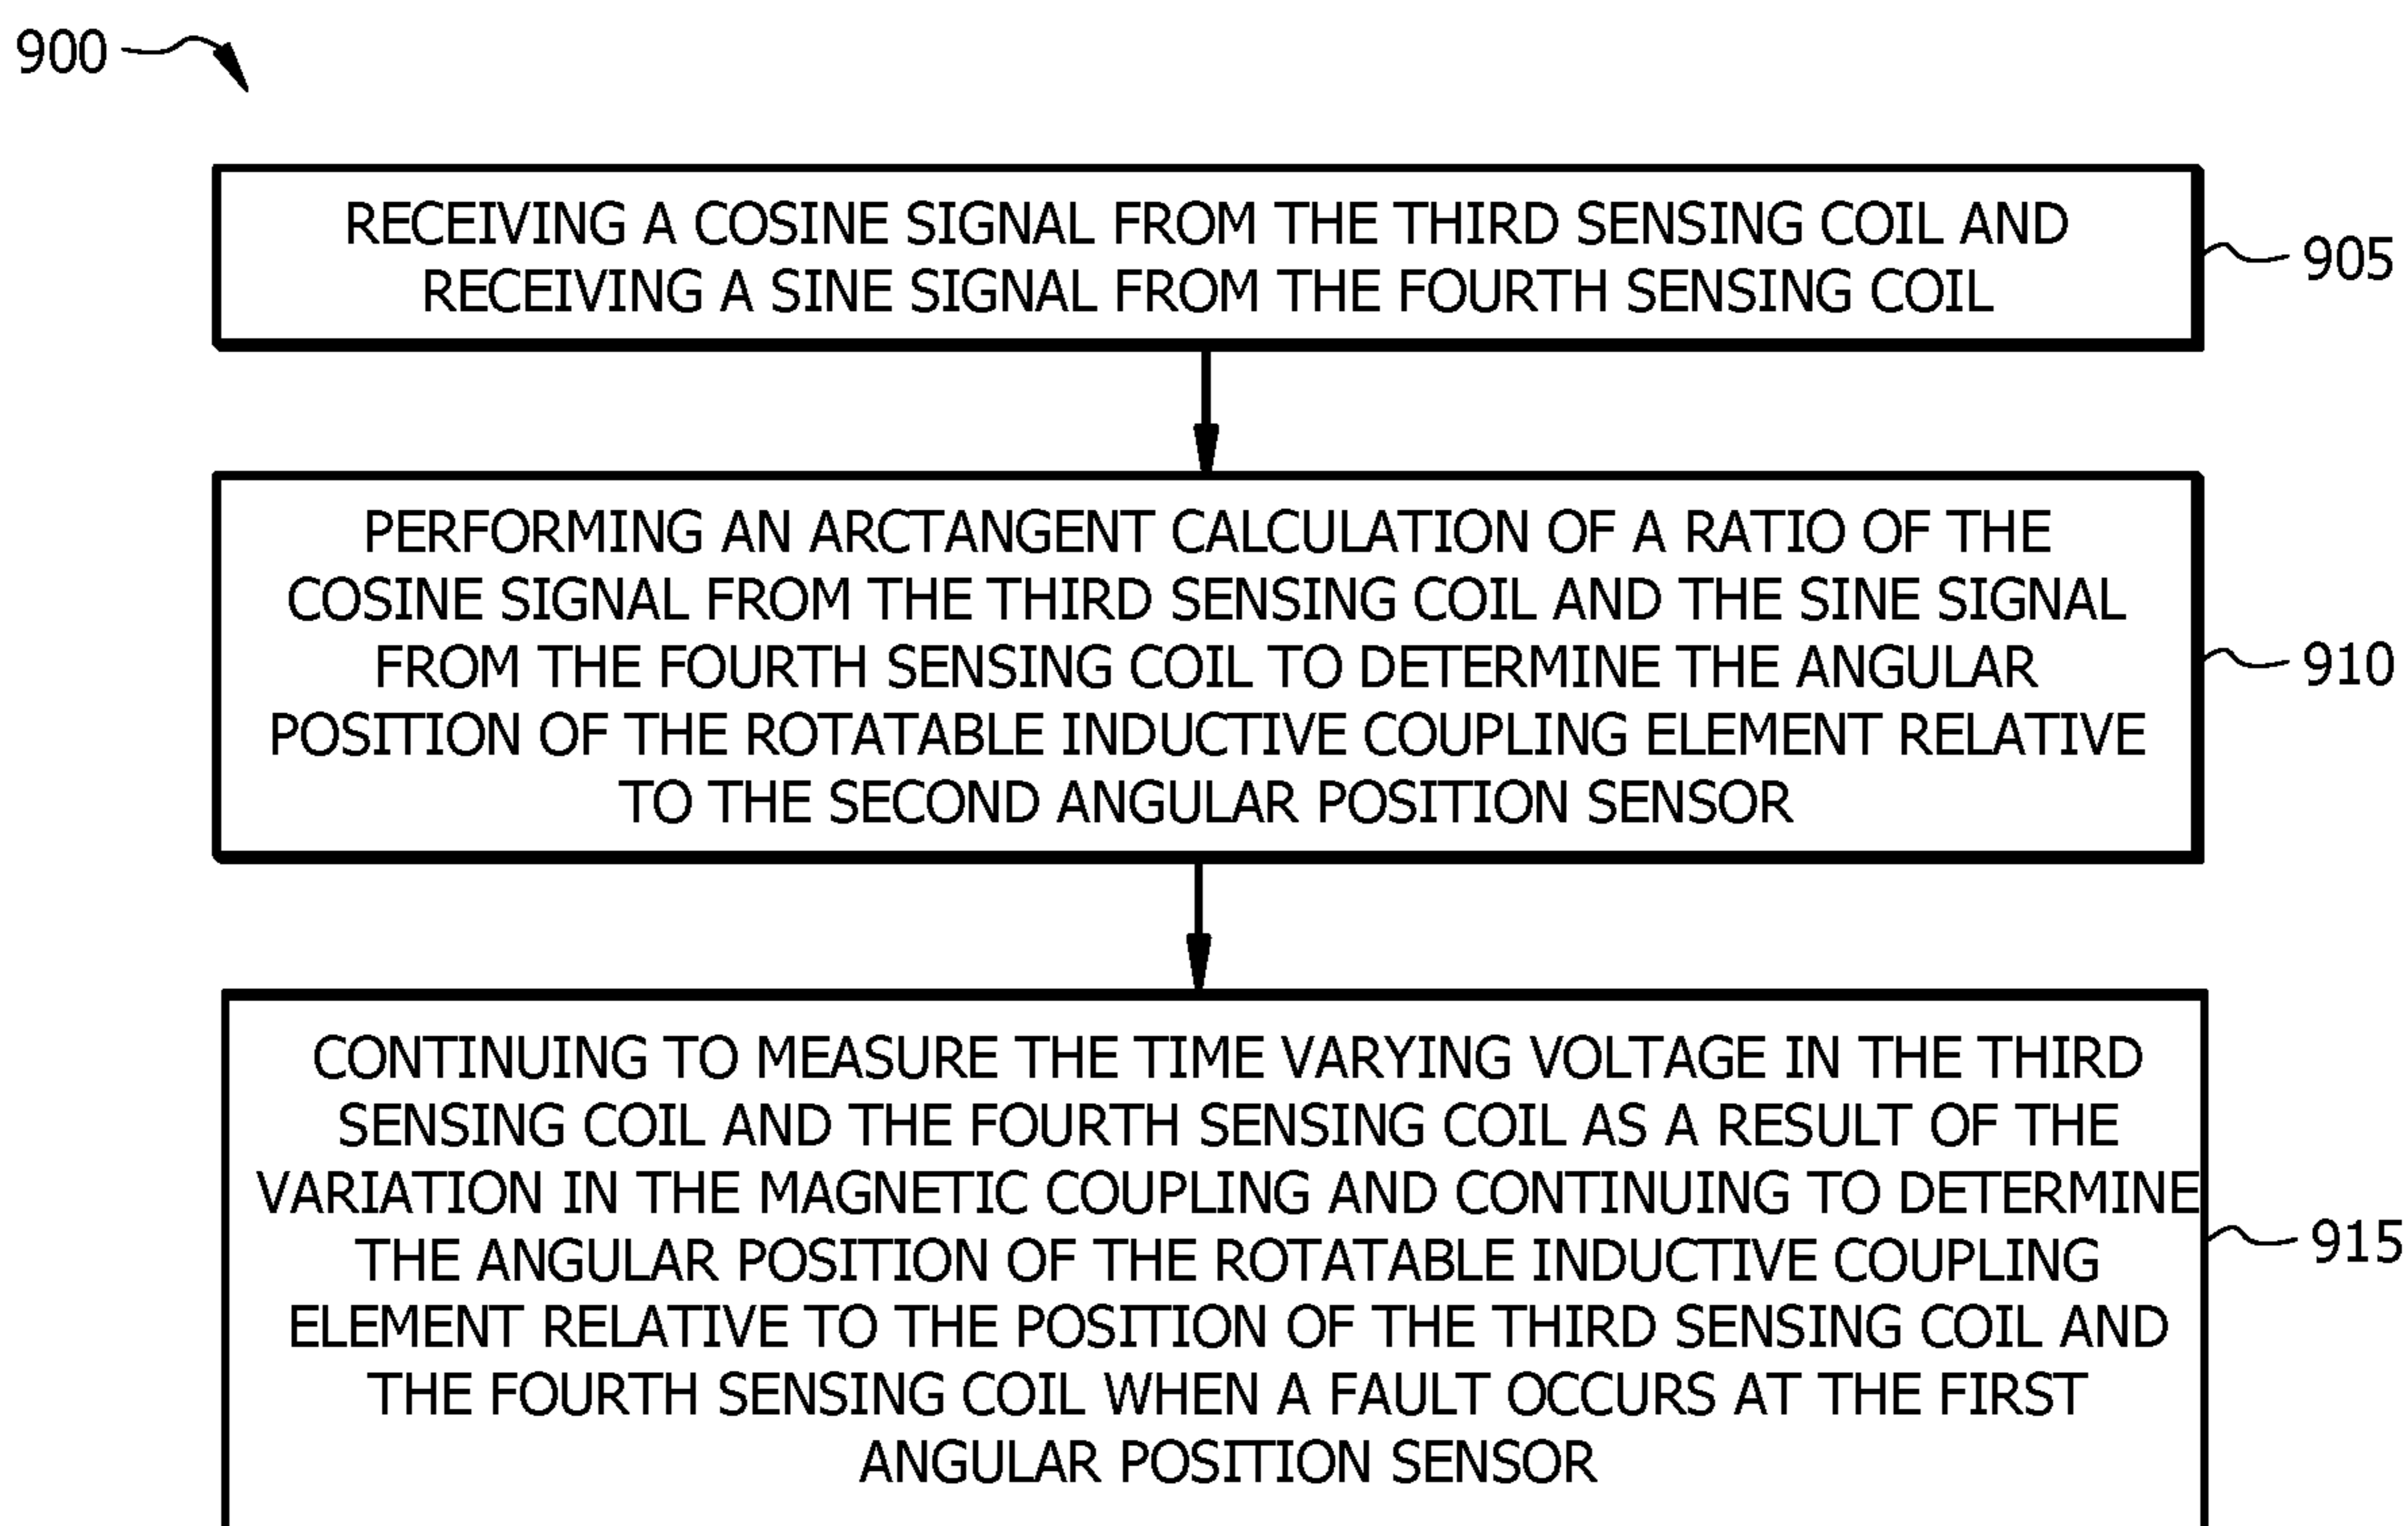 900
RECEIVING A COSINE SIGNAL FROM THE THIRD SENSING COIL AND
RECEIVING A SINE SIGNAL FROM THE FOURTH SENSING COIL
905
PERFORMING AN ARCTANGENT CALCULATION OF A RATIO OF THE
COSINE SIGNAL FROM THE THIRD SENSING COIL AND THE SINE SIGNAL
FROM THE FOURTH SENSING COIL TO DETERMINE THE ANGULAR
POSITION OF THE ROTATABLE INDUCTIVE COUPLING ELEMENT RELATIVE
TO THE SECOND ANGULAR POSITION SENSOR
910
CONTINUING TO MEASURE THE TIME VARYING VOLTAGE IN THE THIRD
SENSING COIL AND THE FOURTH SENSING COIL AS A RESULT OF THE
VARIATION IN THE MAGNETIC COUPLING AND CONTINUING TO DETERMINE
THE ANGULAR POSITION OF THE ROTATABLE INDUCTIVE COUPLING
ELEMENT RELATIVE TO THE POSITION OF THE THIRD SENSING COIL AND
THE FOURTH SENSING COIL WHEN A FAULT OCCURS AT THE FIRST
ANGULAR POSITION SENSOR
915